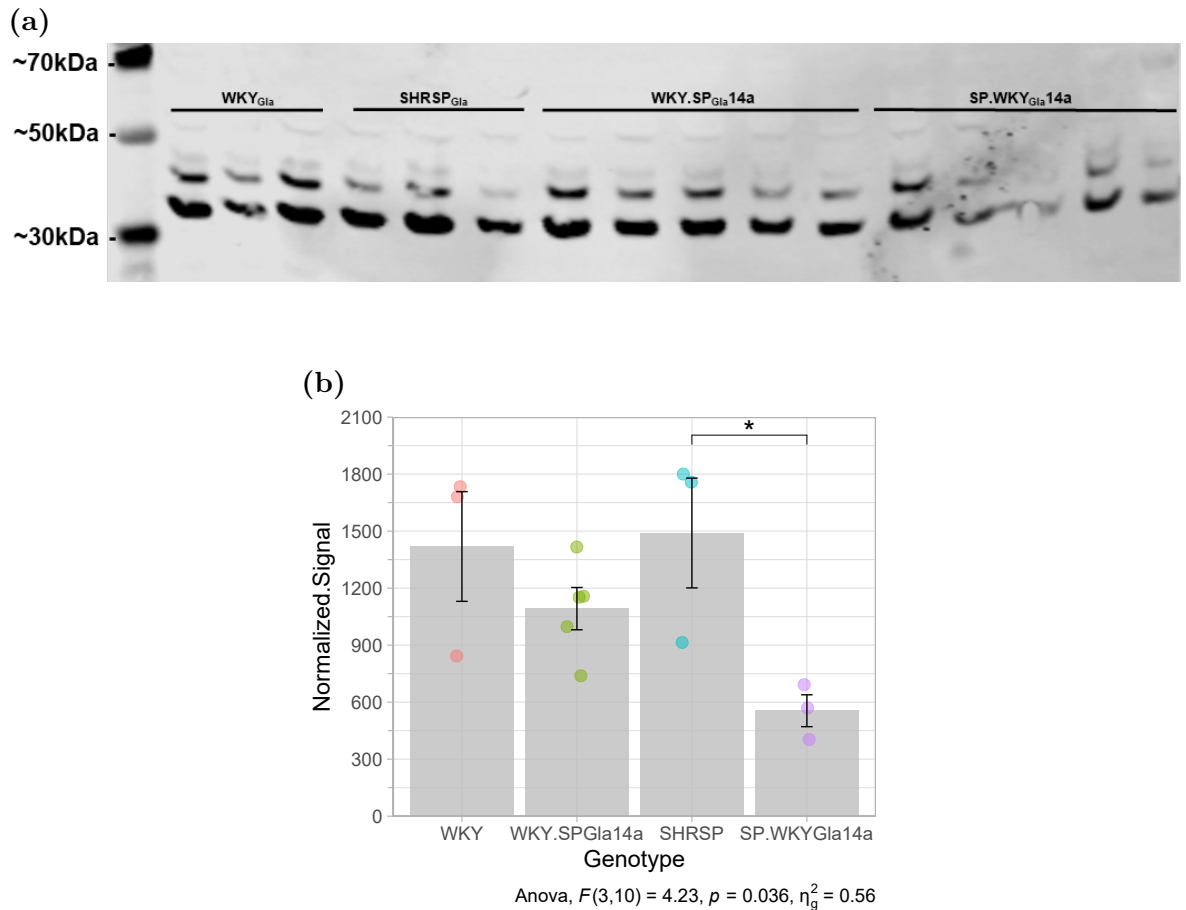 (a)
~70kDa -
WKYGla SHRSPGla WKY.SPGla14a SP.WKYGla14a
~50kDa -
~30kDa -
(b)
2100
*
1800
1500
1200
900
600
300
0
Normalized.Signal
WKY WKY.SPGla14a SHRSP SP.WKYGla14a
Genotype
Anova, F(3,10) = 4.23, p = 0.036, η²g = 0.56